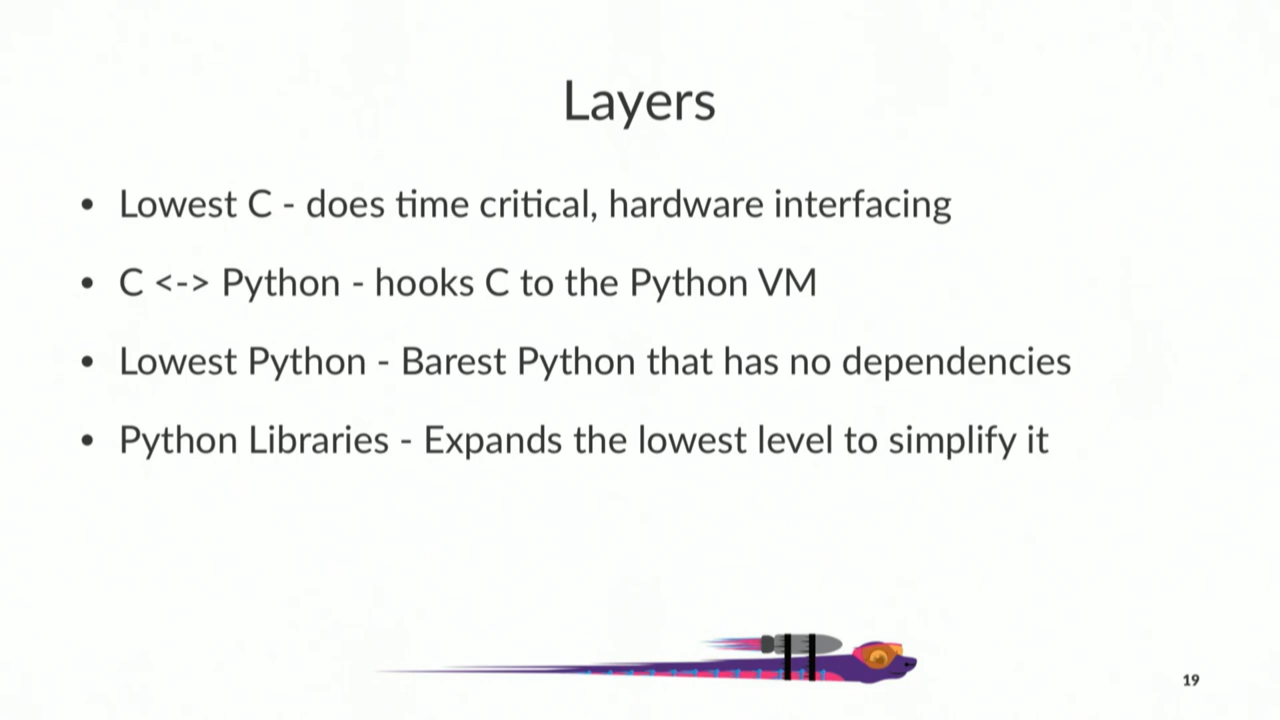 Layers
• Lowest C - does time critical, hardware interfacing
• C <-> Python - hooks C to the Python VM
• Lowest Python - Barest Python that has no dependencies
• Python Libraries - Expands the lowest level to simplify it
19